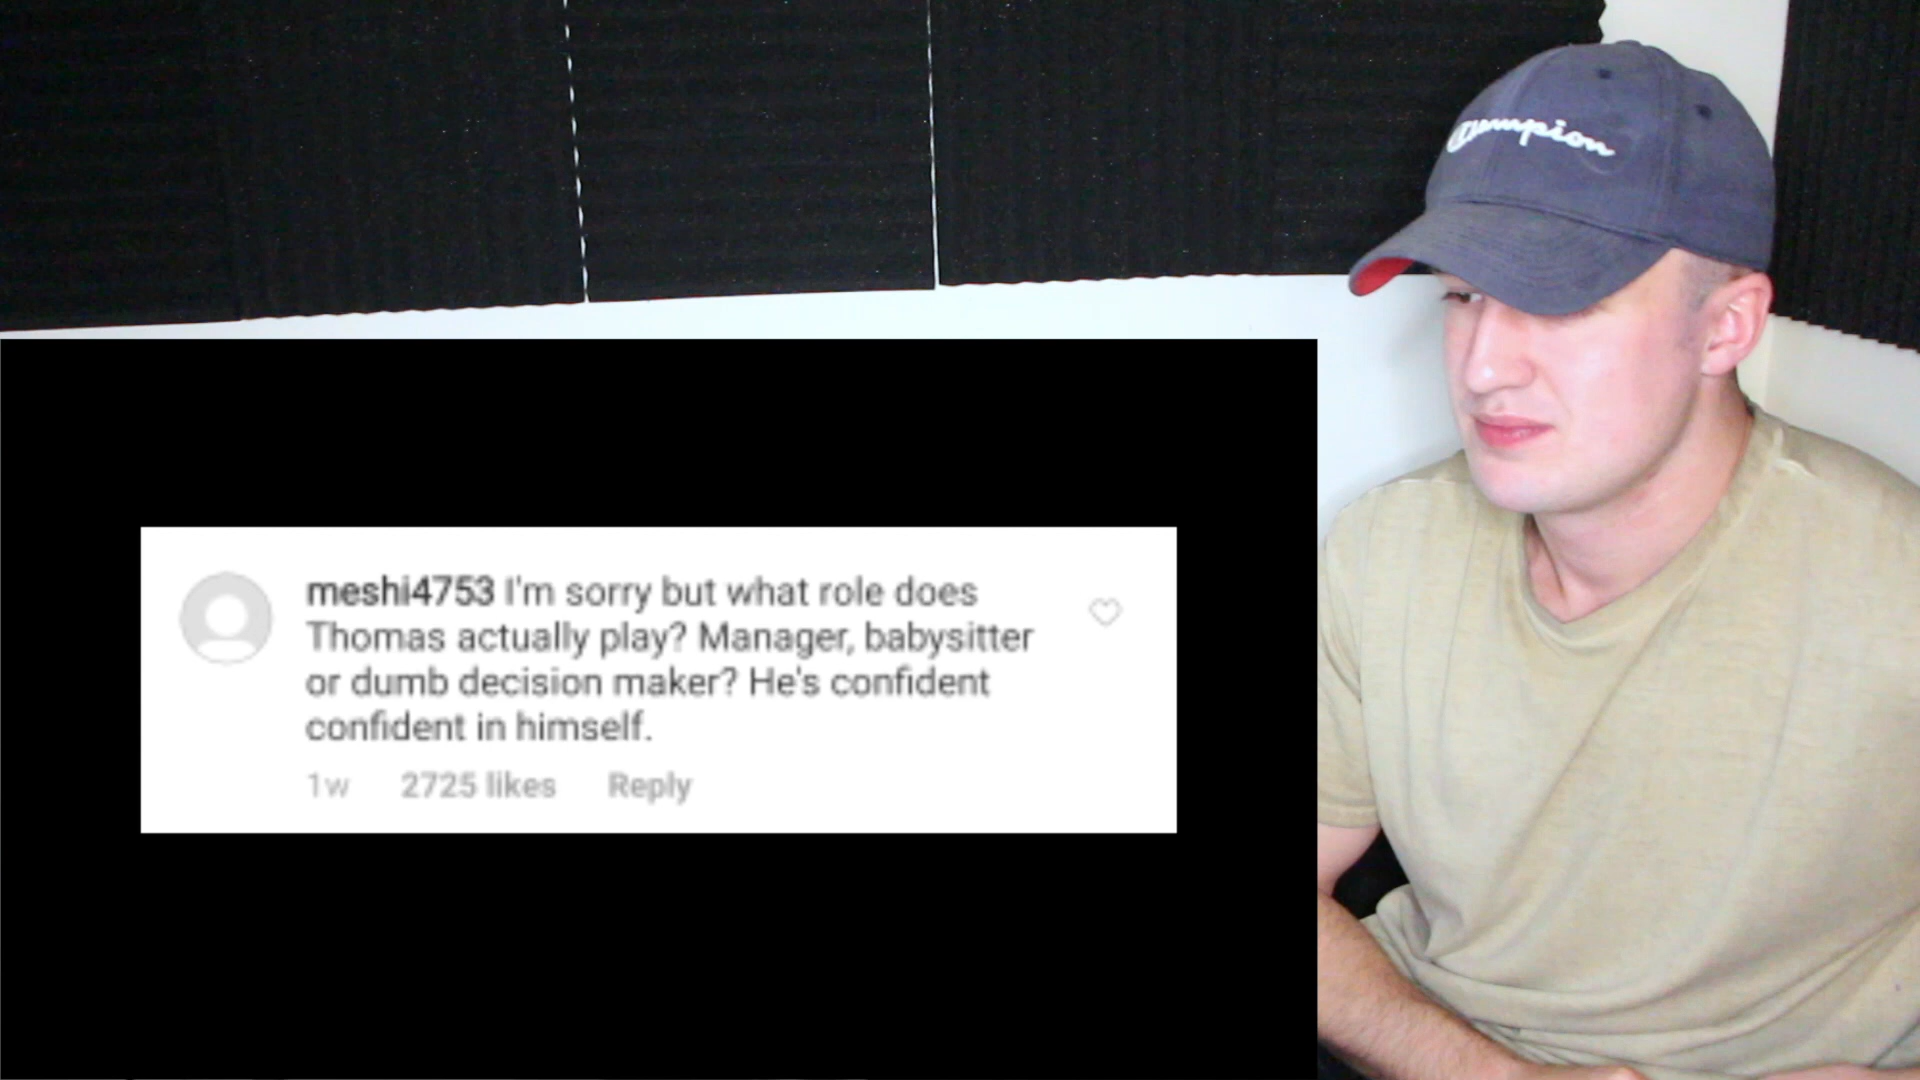 Champion
meshi4753 I'm sorry but what role does
Thomas actually play? Manager, babysitter
or dumb decision maker? He's confident
confident in himself.
1w 2725 likes Reply